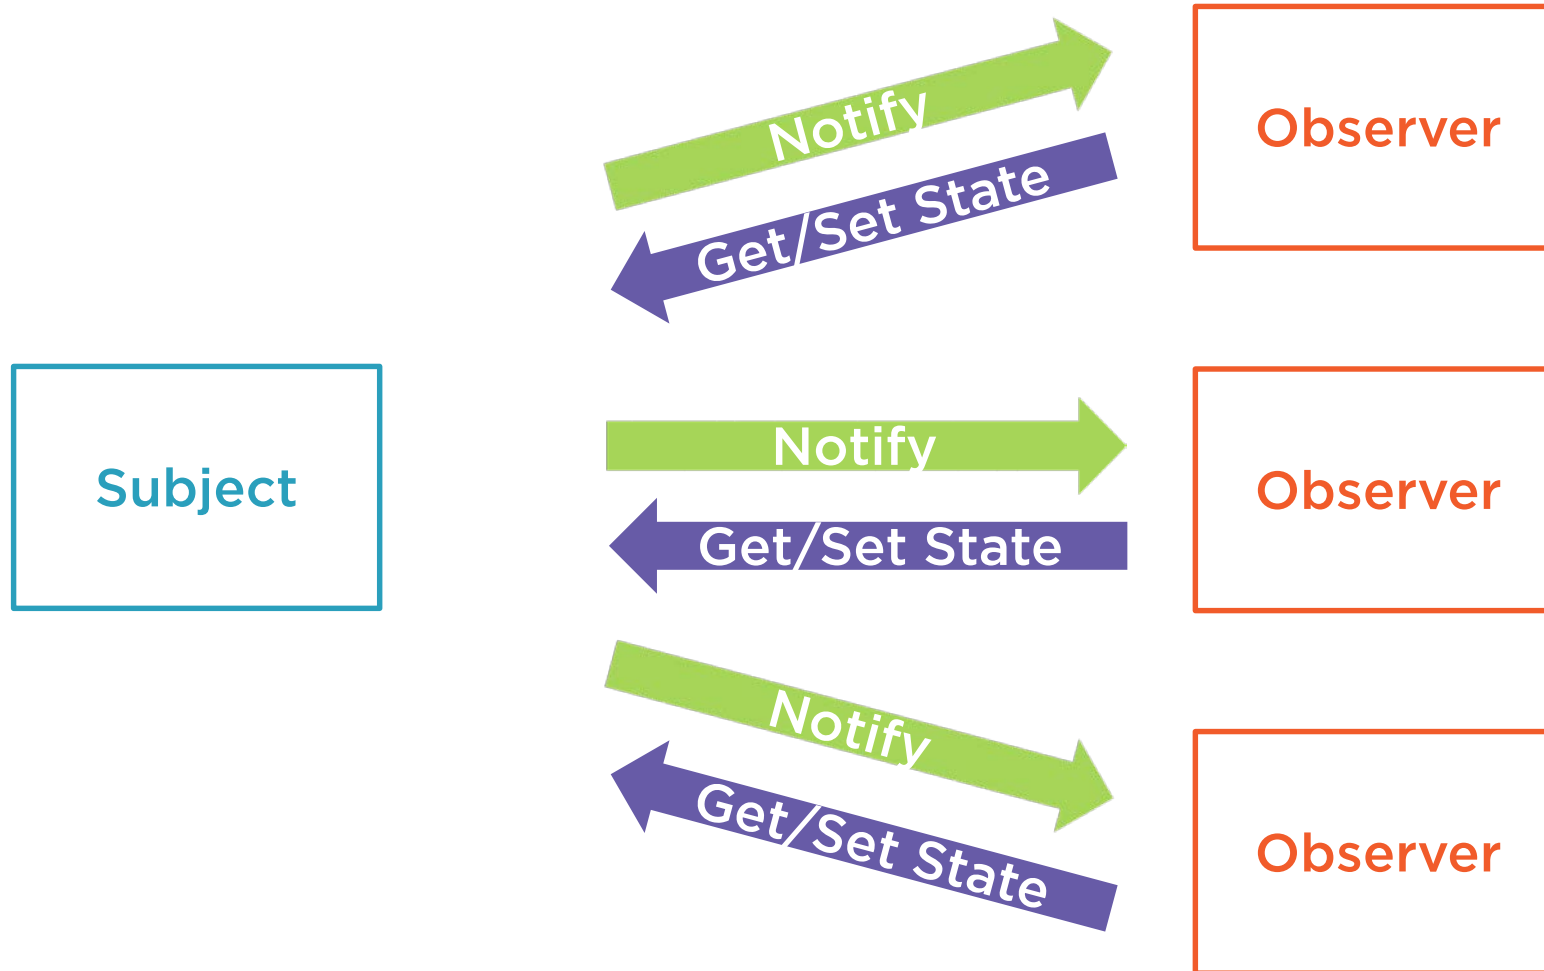 Notify
Observer
Get/Set State
Subject
Notify
Observer
Get/Set State
Notify
Get/Set State
Observer